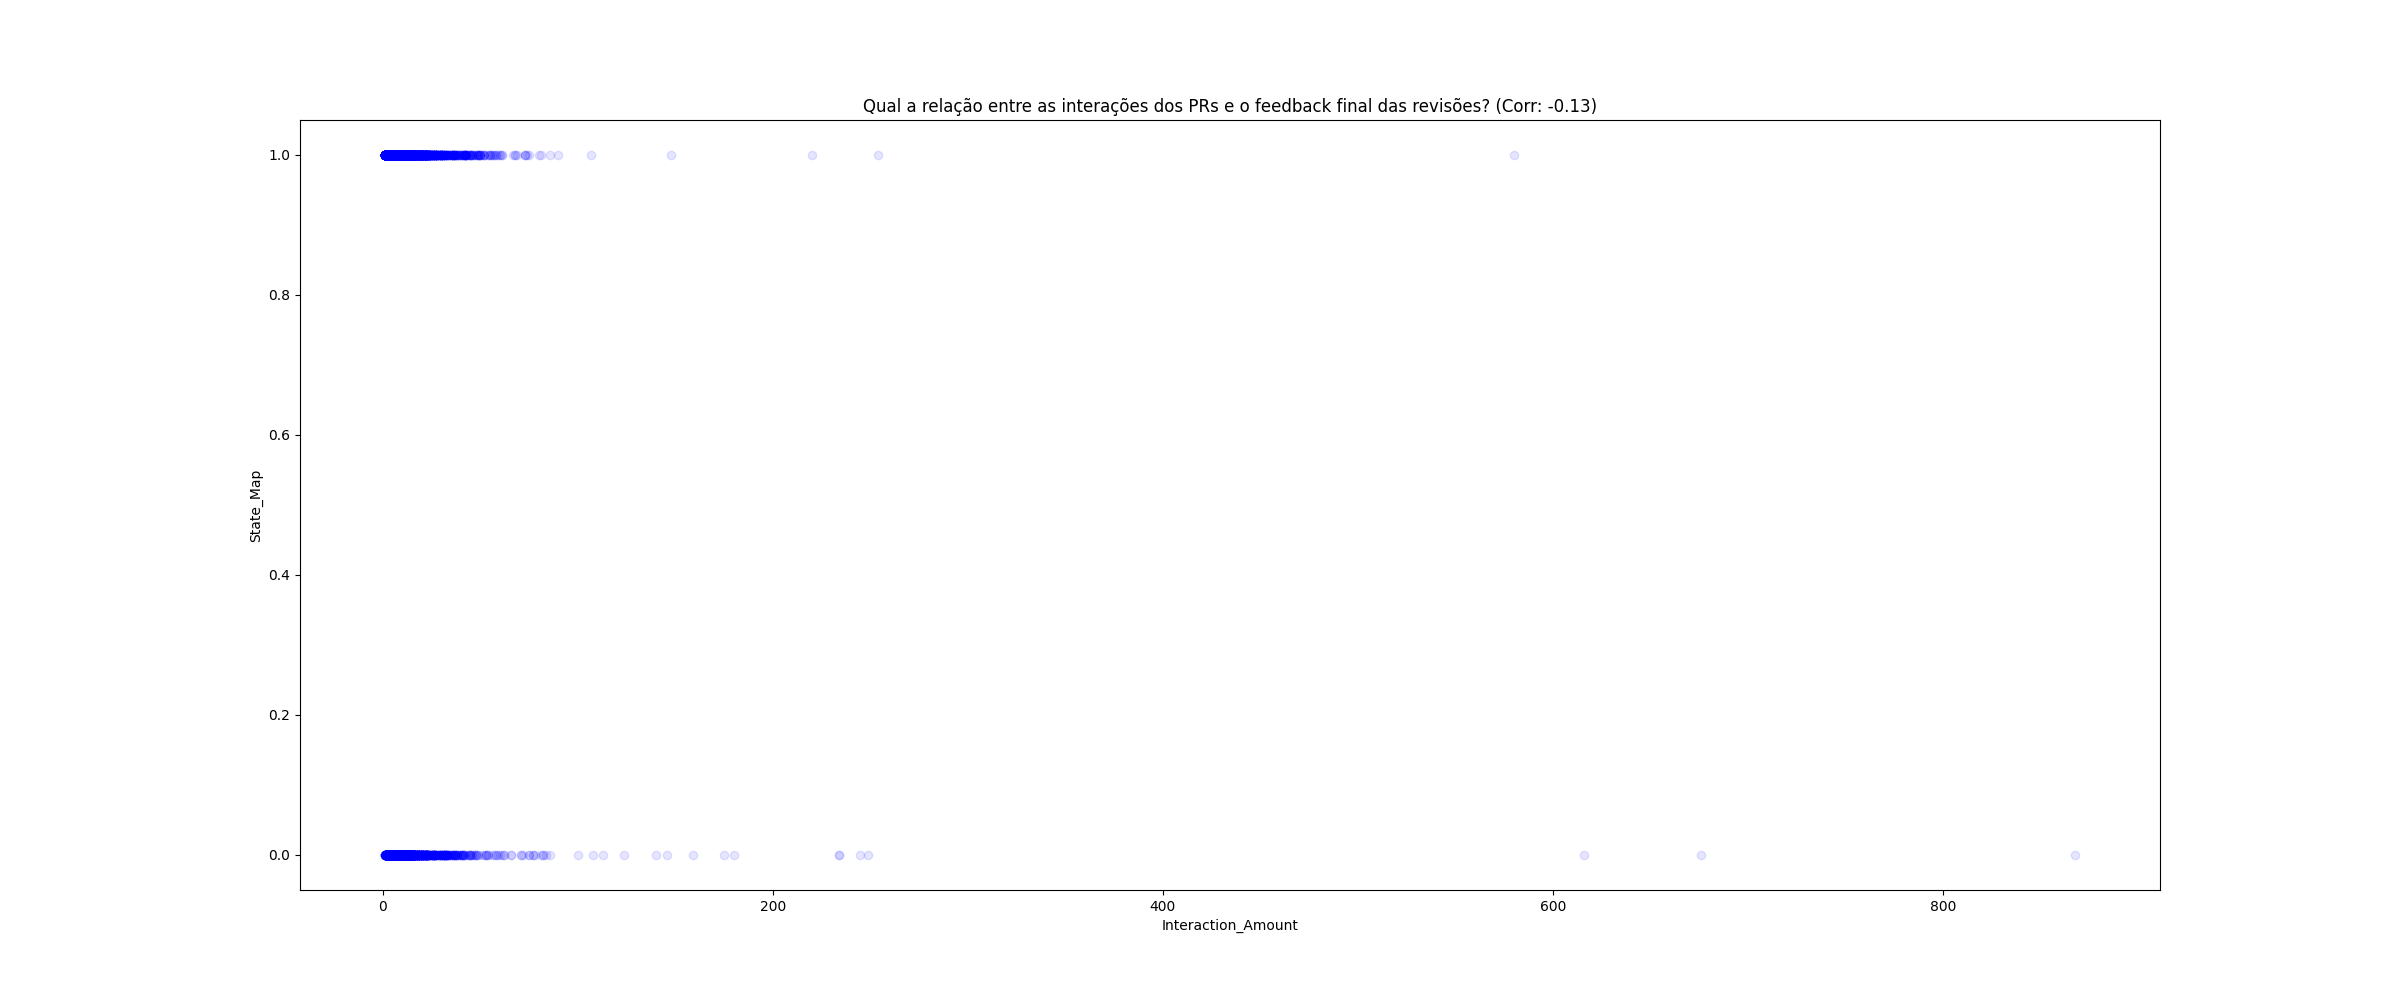 Qual a relação entre as interações dos PRs e o feedback final das revisões? (Corr: -0.13)
1.0
0.8
0.6
0.4
0.2
0.0
State_Map
0 200 400 600 800
Interaction_Amount